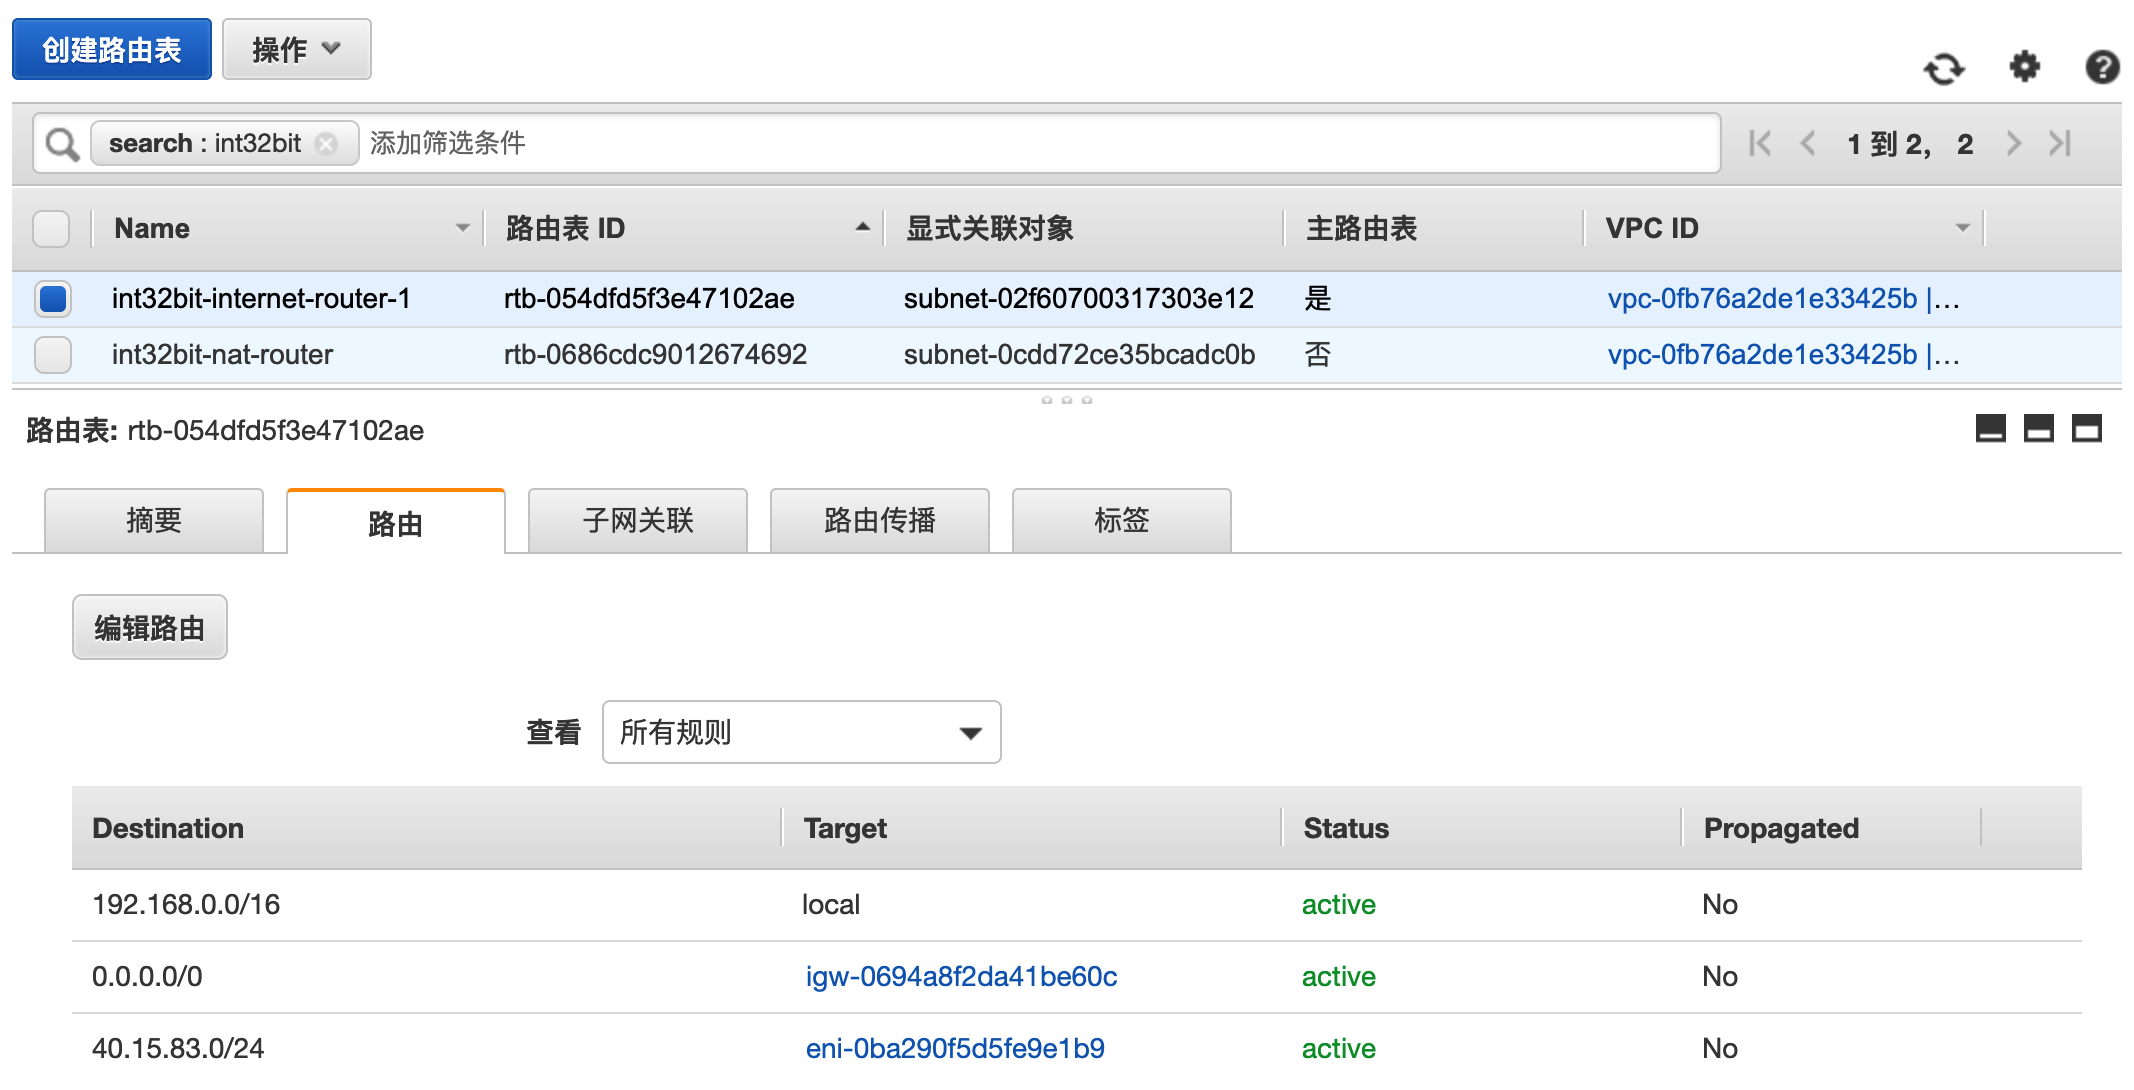 创建路由表 操作
search : int32bit 添加筛选条件 1 到 2， 2
Name 路由表 ID 显式关联对象 主路由表 VPC ID
int32bit-internet-router-1 rtb-054dfd5f3e47102ae subnet-02f60700317303e12 是 vpc-0fb76a2de1e33425b |…
int32bit-nat-router rtb-0686cdc9012674692 subnet-0cdd72ce35bcadc0b 否 vpc-0fb76a2de1e33425b |…
路由表: rtb-054dfd5f3e47102ae
摘要 路由 子网关联 路由传播 标签
编辑路由
查看 所有规则
Destination Target Status Propagated
192.168.0.0/16 local active No
0.0.0.0/0 igw-0694a8f2da41be60c active No
40.15.83.0/24 eni-0ba290f5d5fe9e1b9 active No